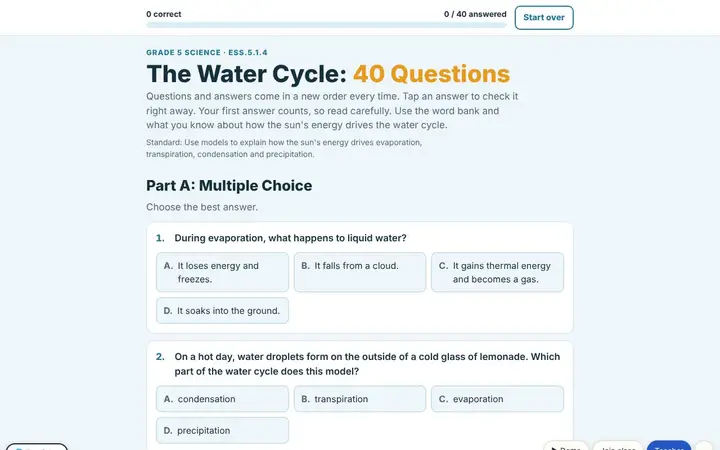 0 correct
0 / 40 answered
Start over
GRADE 5 SCIENCE · ESS.5.1.4
The Water Cycle: 40 Questions
Questions and answers come in a new order every time. Tap an answer to check it
right away. Your first answer counts, so read carefully. Use the word bank and
what you know about how the sun's energy drives the water cycle.
Standard: Use models to explain how the sun's energy drives evaporation,
transpiration, condensation and precipitation.
Part A: Multiple Choice
Choose the best answer.
1. During evaporation, what happens to liquid water?
A. It loses energy and
freezes.
B. It falls from a cloud.
C. It gains thermal energy
and becomes a gas.
D. It soaks into the ground.
2. On a hot day, water droplets form on the outside of a cold glass of lemonade. Which
part of the water cycle does this model?
A. condensation
B. transpiration
C. evaporation
D. precipitation